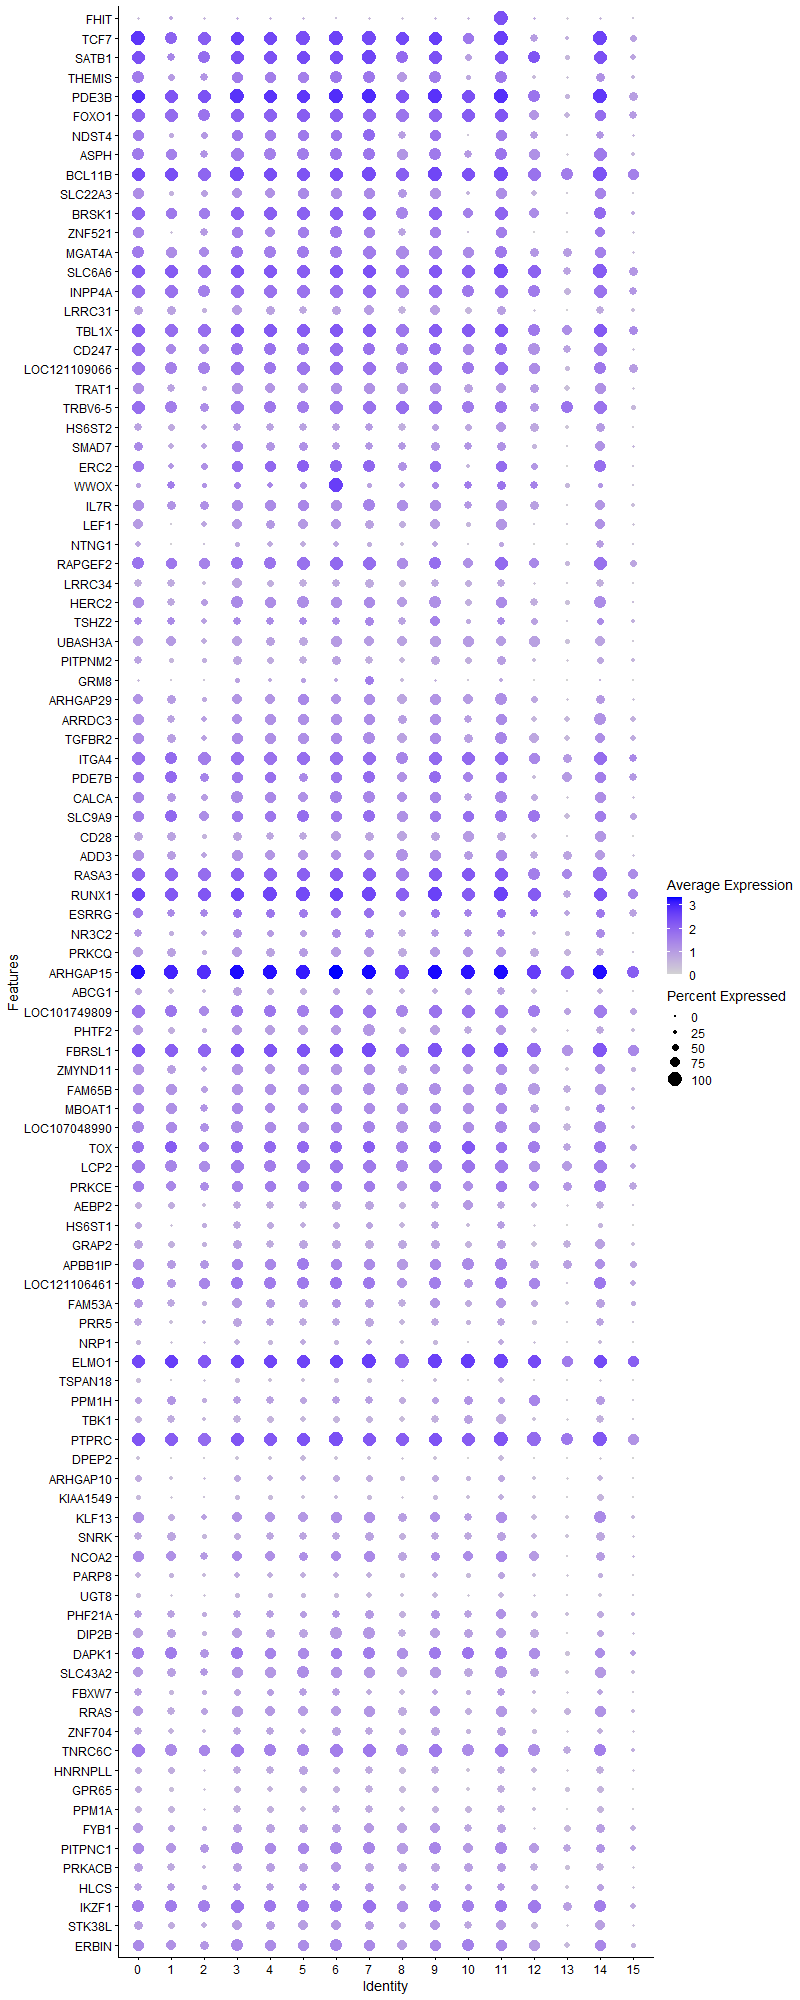 FHIT
TCF7
SATB1
THEMIS
PDE3B
FOXO1
NDST4
ASPH
BCL11B
SLC22A3
BRSK1
ZNF521
MGAT4A
SLC6A6
INPP4A
LRRC31
TBL1X
CD247
LOC121109066
TRAT1
TRBV6-5
HS6ST2
SMAD7
ERC2
WWOX
IL7R
LEF1
NTNG1
RAPGEF2
LRRC34
HERC2
TSHZ2
UBASH3A
PITPNM2
GRM8
ARHGAP29
ARRDC3
TGFBR2
ITGA4
PDE7B
CALCA
SLC9A9
CD28
ADD3
RASA3
RUNX1
ESRRG
NR3C2
PRKCQ
ARHGAP15
ABCG1
LOC101749809
PHTF2
FBRSL1
ZMYND11
FAM65B
MBOAT1
LOC107048990
TOX
LCP2
PRKCE
AEBP2
HS6ST1
GRAP2
APBB1IP
LOC121106461
FAM53A
PRR5
NRP1
ELMO1
TSPAN18
PPM1H
TBK1
PTPRC
DPEP2
ARHGAP10
KIAA1549
KLF13
SNRK
NCOA2
PARP8
UGT8
PHF21A
DIP2B
DAPK1
SLC43A2
FBXW7
RRAS
ZNF704
TNRC6C
HNRNPLL
GPR65
PPM1A
FYB1
PITPNC1
PRKACB
HLCS
IKZF1
STK38L
ERBIN
Features
0 1 2 3 4 5 6 7 8 9 10 11 12 13 14 15
Identity
Average Expression
3
2
1
0
Percent Expressed
0
25
50
75
100